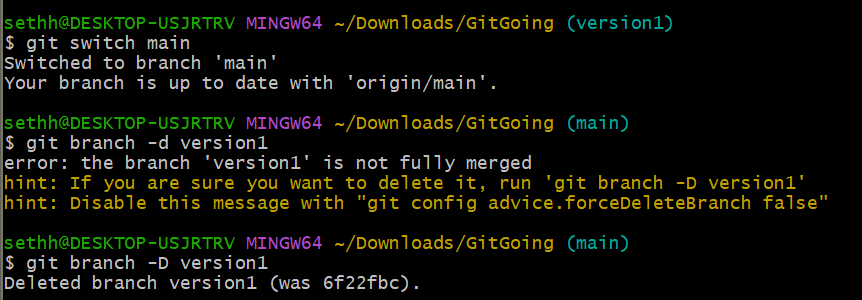 sethh@DESKTOP-USJRTRV MINGW64 ~/Downloads/GitGoing (version1)
$ git switch main
Switched to branch 'main'
Your branch is up to date with 'origin/main'.
sethh@DESKTOP-USJRTRV MINGW64 ~/Downloads/GitGoing (main)
$ git branch -d version1
error: the branch 'version1' is not fully merged
hint: If you are sure you want to delete it, run 'git branch -D version1'
hint: Disable this message with "git config advice.forceDeleteBranch false"
sethh@DESKTOP-USJRTRV MINGW64 ~/Downloads/GitGoing (main)
$ git branch -D version1
Deleted branch version1 (was 6f22fbc).